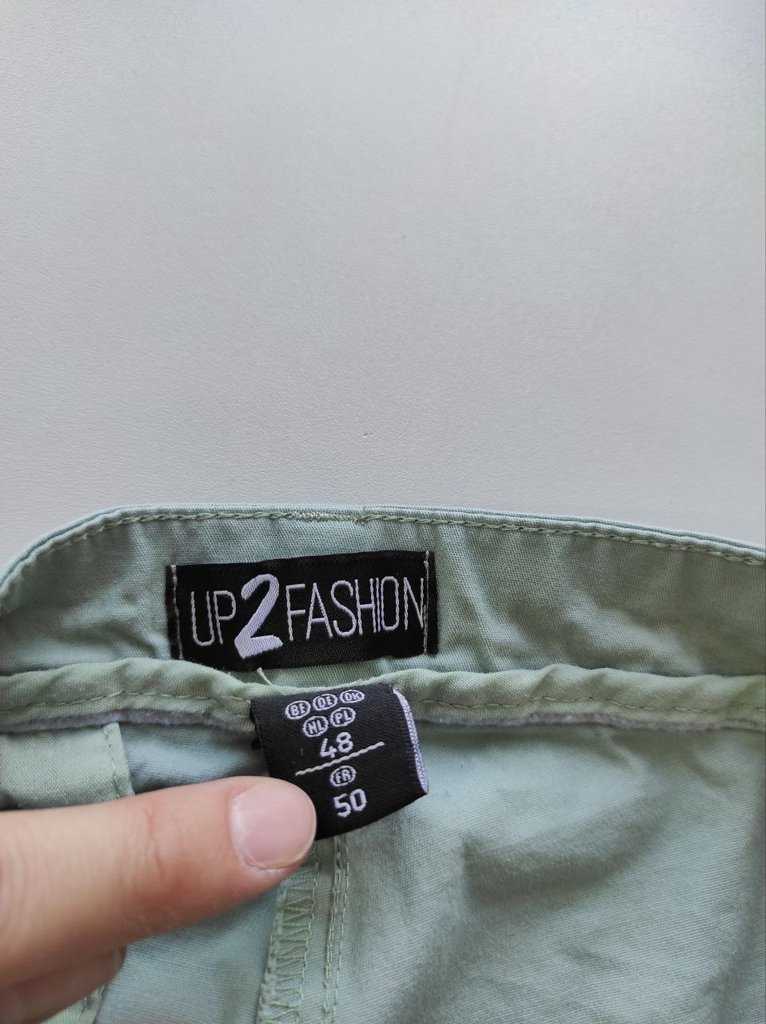 UP2FASHION
BE DE DK
NL PL
48
FR
50